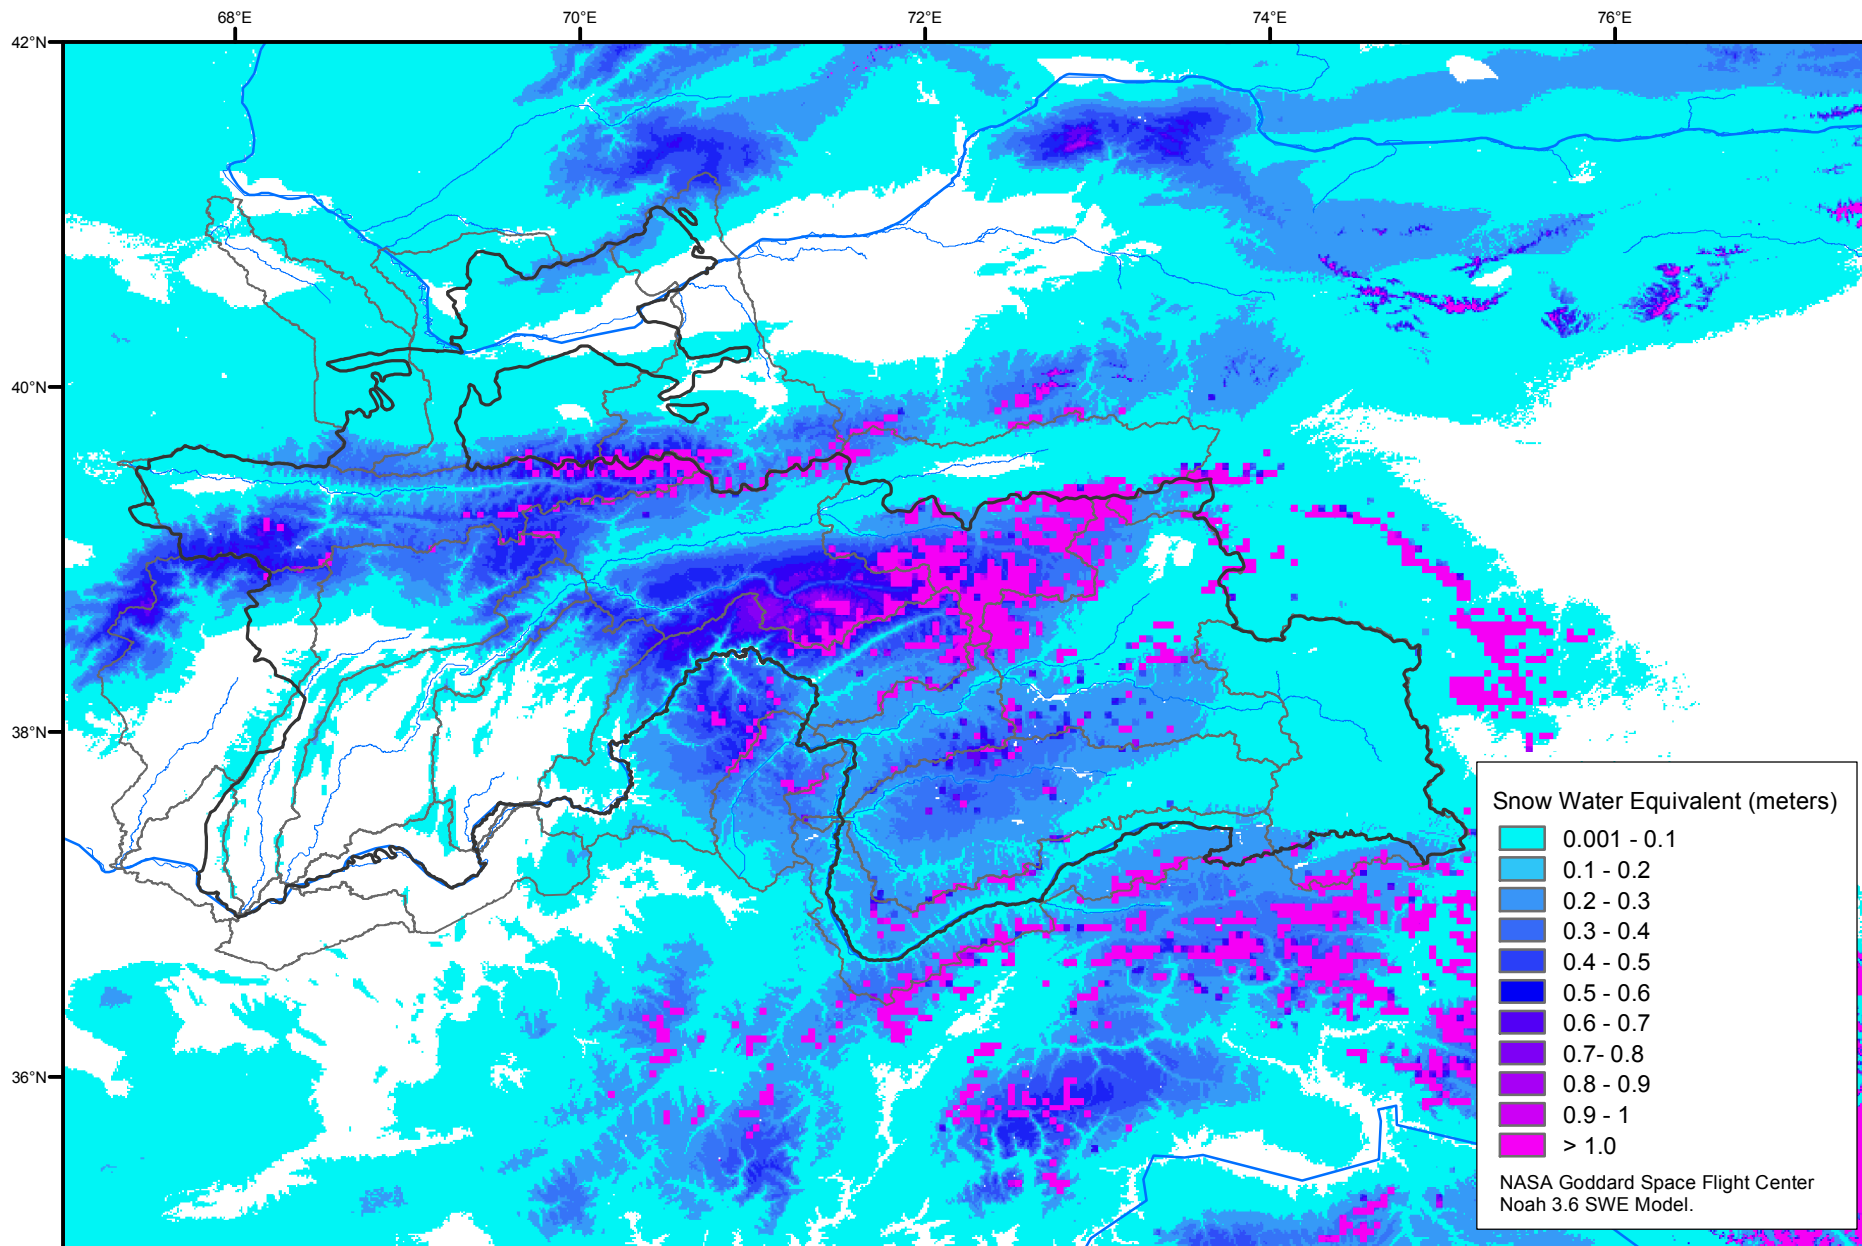 68°E 70°E 72°E 74°E 76°E
42°N
40°N
38°N
36°N
Snow Water Equivalent (meters)
0.001 - 0.1
0.1 - 0.2
0.2 - 0.3
0.3 - 0.4
0.4 - 0.5
0.5 - 0.6
0.6 - 0.7
0.7- 0.8
0.8 - 0.9
0.9 - 1
> 1.0
NASA Goddard Space Flight Center
Noah 3.6 SWE Model.